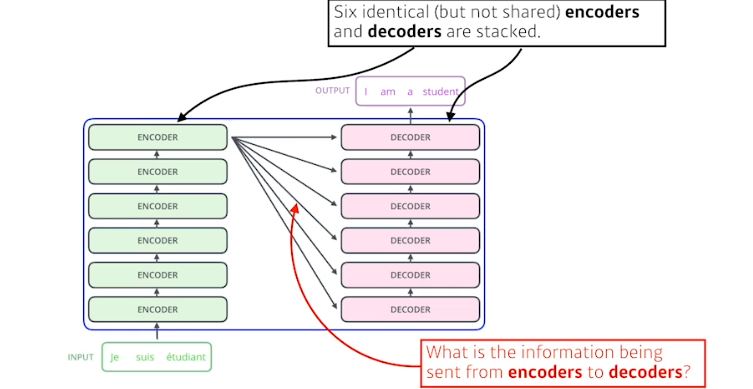 Six identical (but not shared) encoders
and decoders are stacked.
OUTPUT I am a student
ENCODER DECODER
ENCODER DECODER
ENCODER DECODER
ENCODER DECODER
ENCODER DECODER
ENCODER DECODER
INPUT Je suis étudiant
What is the information being
sent from encoders to decoders?